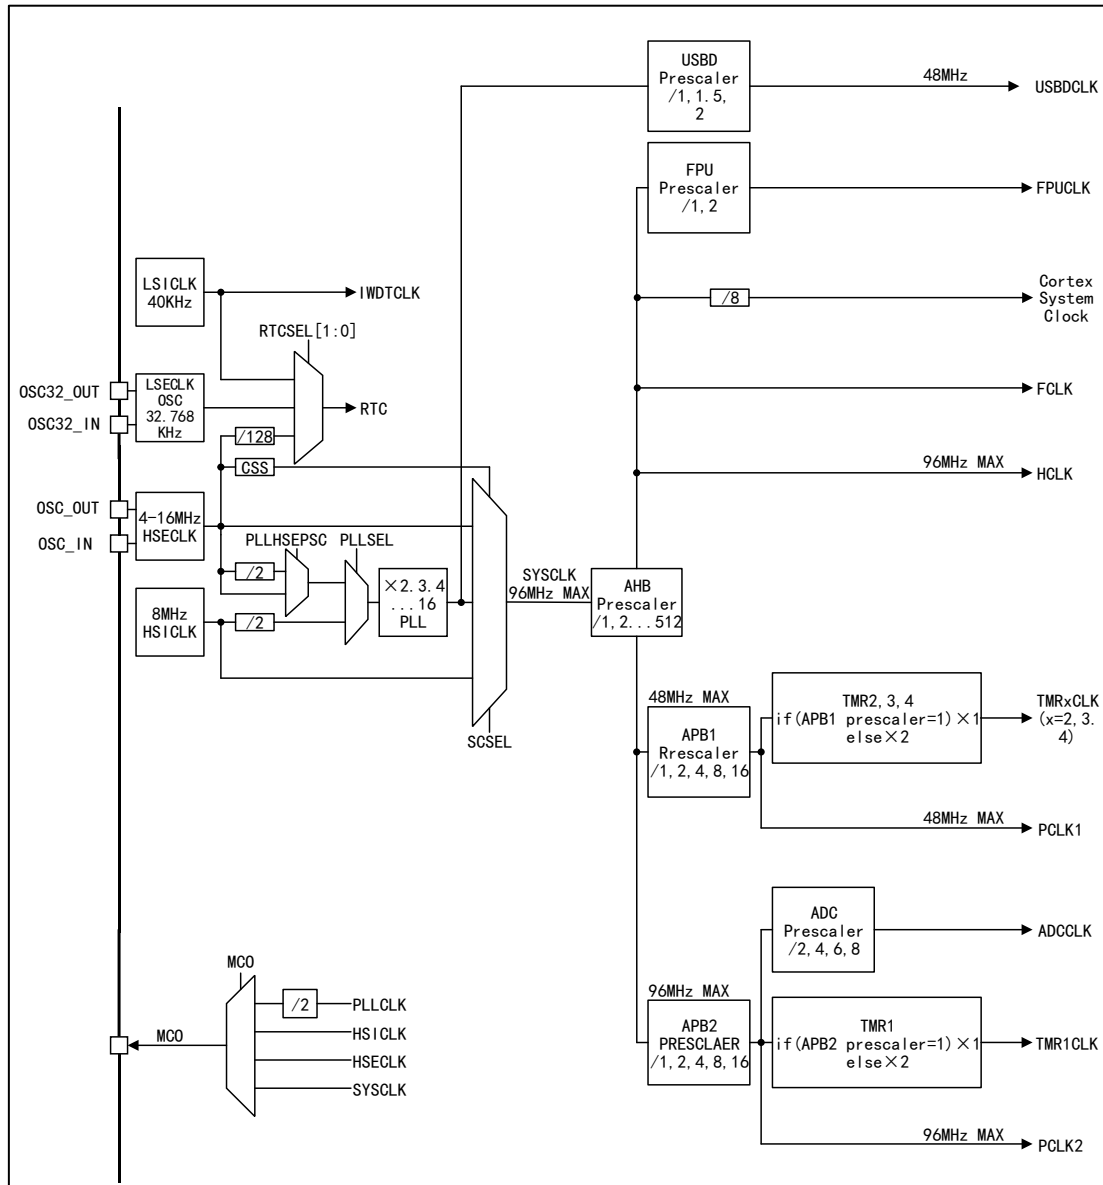 USBD
Prescaler
/1,1.5,
2
48MHz
USBDCLK
FPU
Prescaler
/1,2
FPUCLK
LSICLK
40KHz
IWDTCLK
/8
Cortex
System
Clock
RTCSEL[1:0]
OSC32_OUT
OSC32_IN
LSECLK
OSC
32.768
KHz
RTC
FCLK
/128
CSS
96MHz MAX
HCLK
OSC_OUT
OSC_IN
4-16MHz
HSECLK
PLLHSEPSC
PLLSEL
/2
×2.3.4
...16
PLL
SYSCLK
96MHz MAX
AHB
Prescaler
/1,2...512
8MHz
HSICLK
/2
SCSEL
48MHz MAX
APB1
Rrescaler
/1,2,4,8,16
TMR2,3,4
if(APB1 prescaler=1)×1
else×2
TMRxCLK
(x=2,3.
4)
48MHz MAX
PCLK1
ADC
Prescaler
/2,4,6,8
ADCCLK
MCO
/2
PLLCLK
HSICLK
HSECLK
SYSCLK
MCO
96MHz MAX
APB2
PRESCLAER
/1,2,4,8,16
TMR1
if(APB2 prescaler=1)×1
else×2
TMR1CLK
96MHz MAX
PCLK2